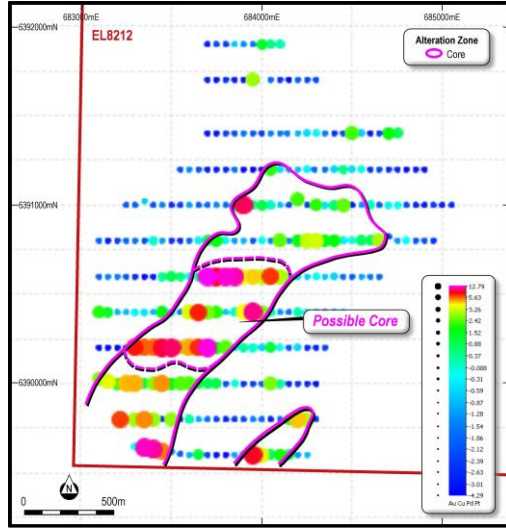 683000mE
684000mE
685000mE
6392000mN
EL8212
Alteration Zone
Core
6391000mN
12.79
5.63
3.26
2.42
1.52
0.88
0.37
-0.008
-0.31
-0.59
-0.87
-1.28
-1.54
-1.86
-2.12
-2.39
-2.63
-3.01
-4.29
Au Cu Pd Pt
Possible Core
6390000mN
N
0
500m